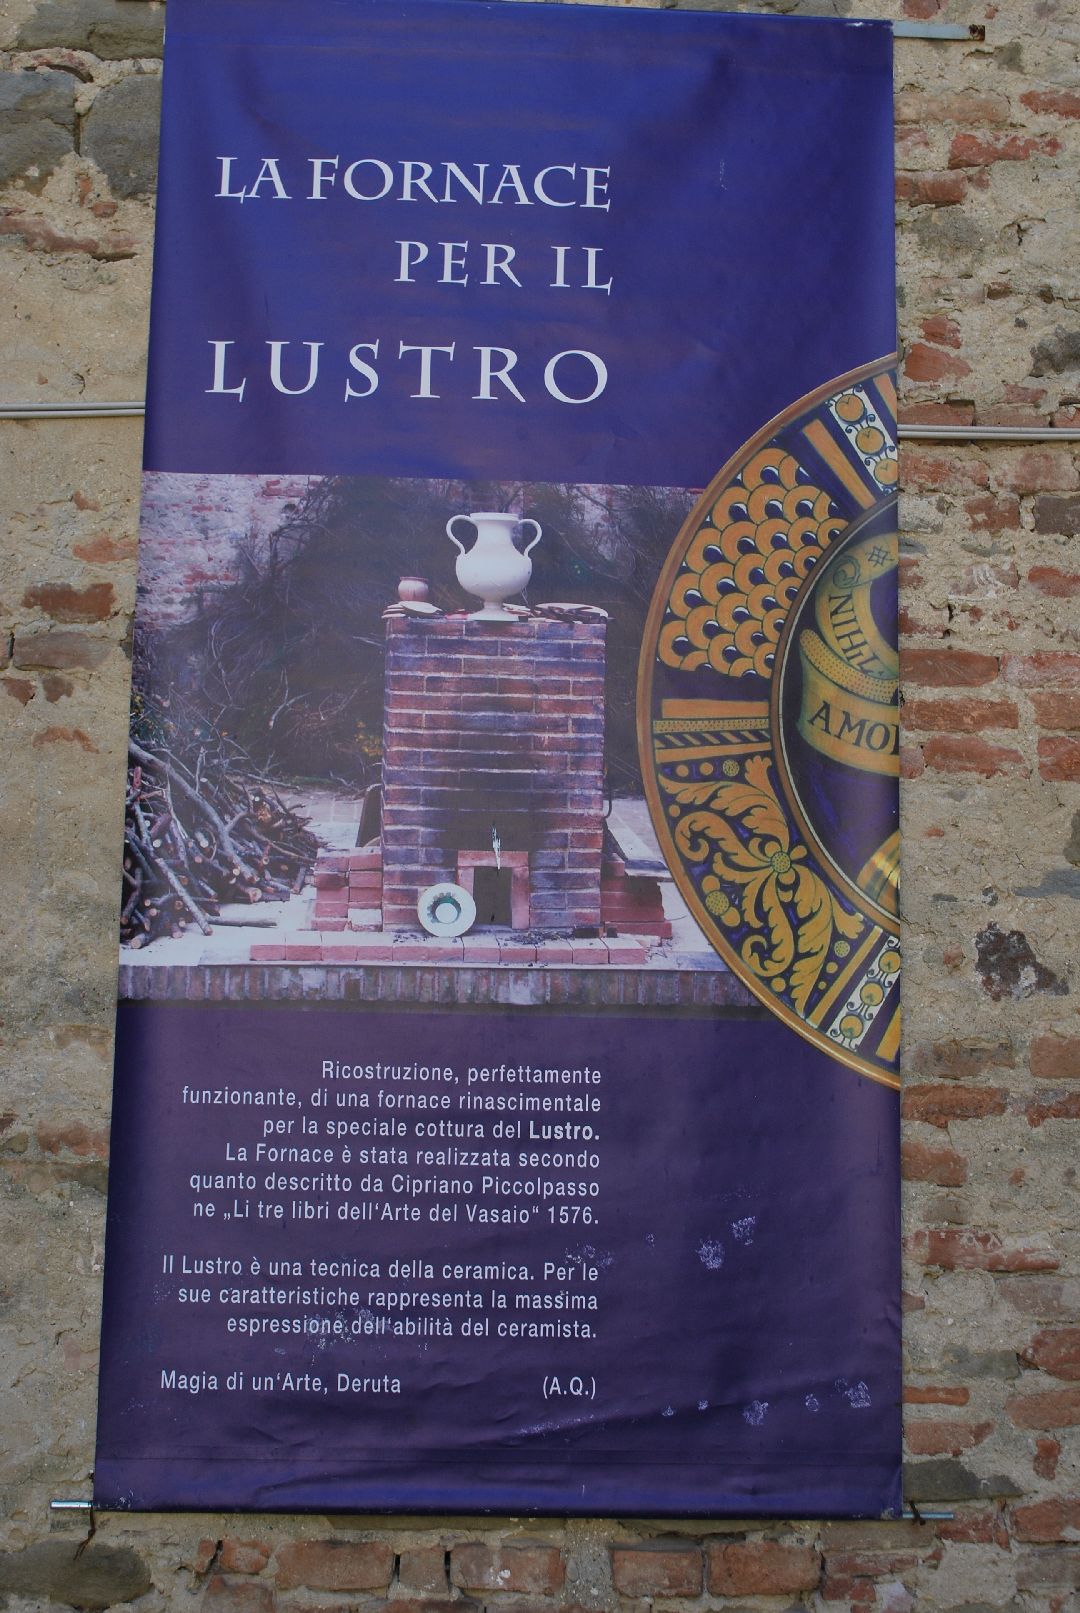 LA FORNACE
PER IL
LUSTRO
NNIHIL
AMO
Ricostruzione, perfettamente
funzionante, di una fornace rinascimentale
per la speciale cottura del Lustro.
La Fornace è stata realizzata secondo
quanto descritto da Cipriano Piccolpasso
ne „Li tre libri dell‘Arte del Vasaio“ 1576.
Il Lustro è una tecnica della ceramica. Per le
sue caratteristiche rappresenta la massima
espressione dell‘abilità del ceramista.
Magia di un‘Arte, Deruta (A.Q.)